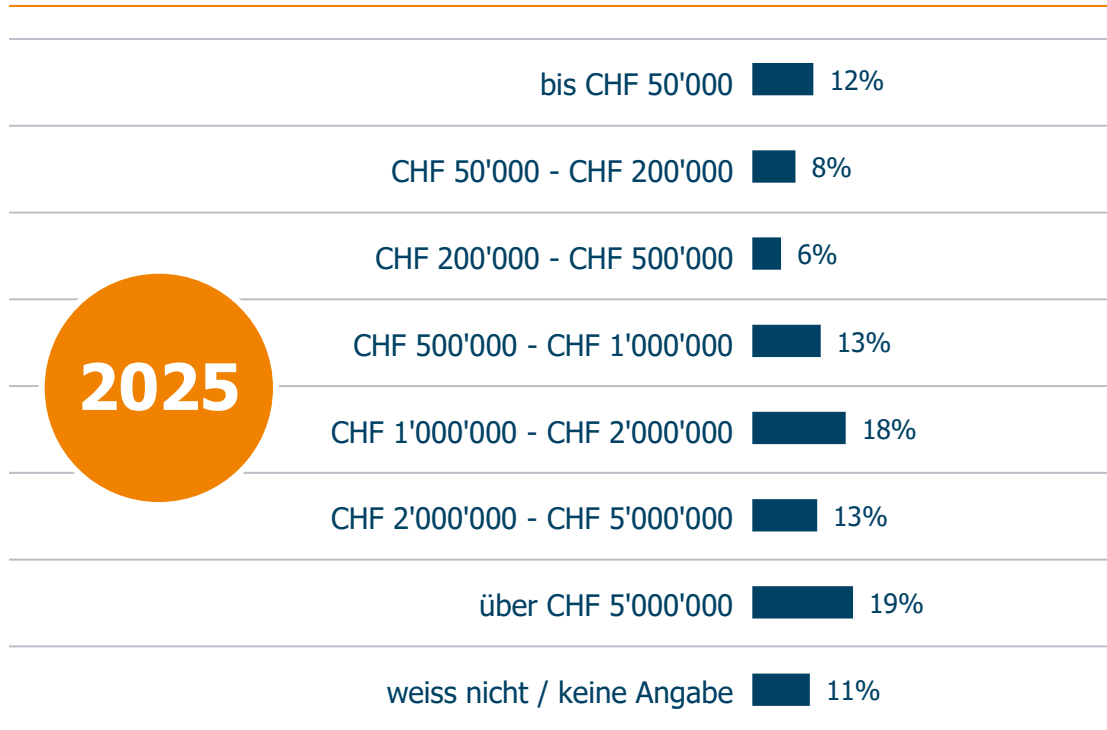 bis CHF 50'000 12%
CHF 50'000 - CHF 200'000 8%
CHF 200'000 - CHF 500'000 6%
CHF 500'000 - CHF 1'000'000 13%
2025
CHF 1'000'000 - CHF 2'000'000 18%
CHF 2'000'000 - CHF 5'000'000 13%
über CHF 5'000'000 19%
weiss nicht / keine Angabe 11%